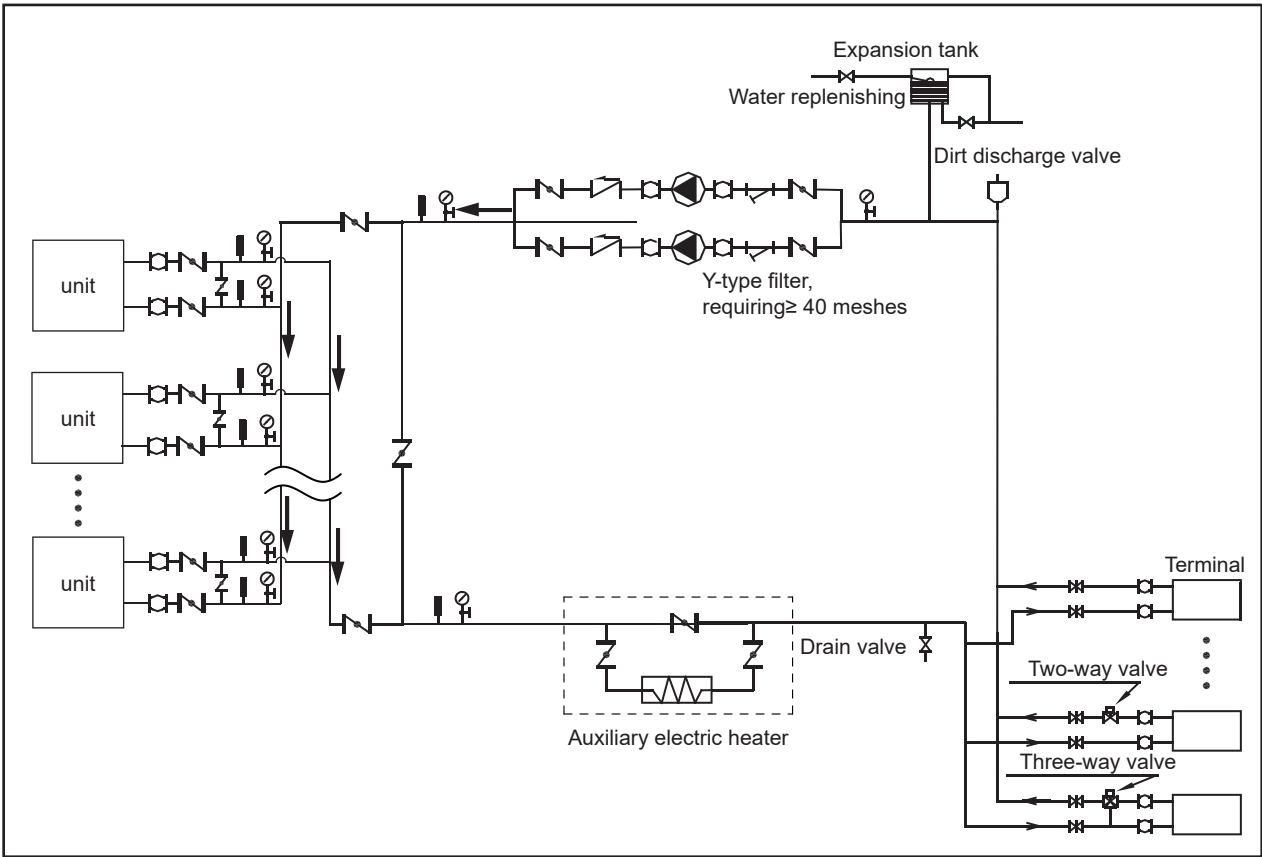 Expansion tank
Water replenishing
Dirt discharge valve
Y-type filter,
requiring≥ 40 meshes
unit
unit
unit
Terminal
Drain valve
Two-way valve
Auxiliary electric heater
Three-way valve